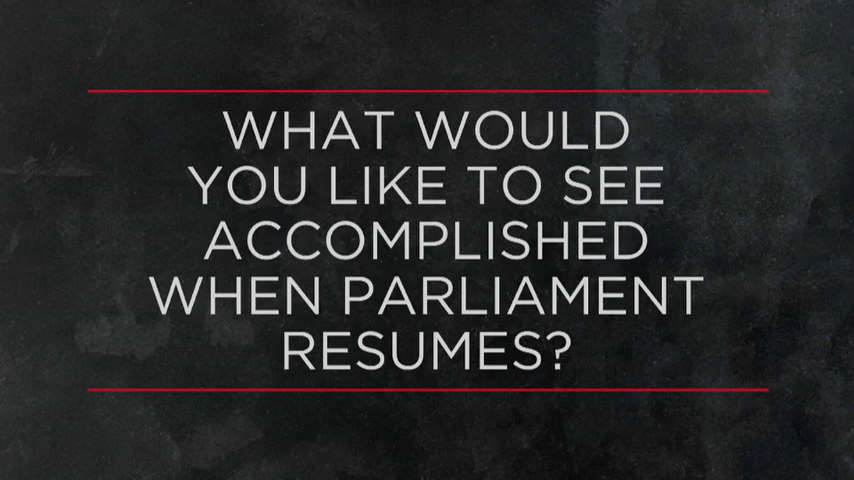 WHAT WOULD
YOU LIKE TO SEE
ACCOMPLISHED
WHEN PARLIAMENT
RESUMES?